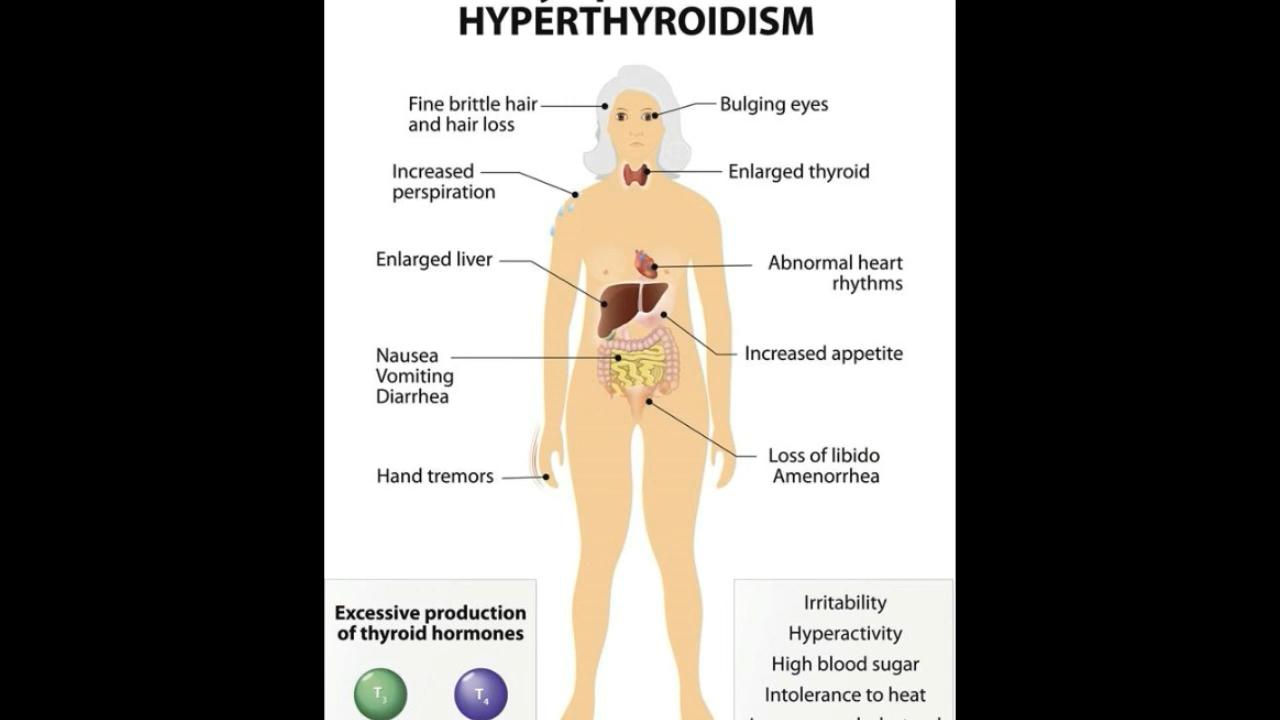 HYPERTHYROIDISM
Fine brittle hair
and hair loss
Bulging eyes
Increased
perspiration
Enlarged thyroid
Enlarged liver
Abnormal heart
rhythms
Nausea
Vomiting
Diarrhea
Increased appetite
Hand tremors
Loss of libido
Amenorrhea
Excessive production
of thyroid hormones
T3
T4
Irritability
Hyperactivity
High blood sugar
Intolerance to heat